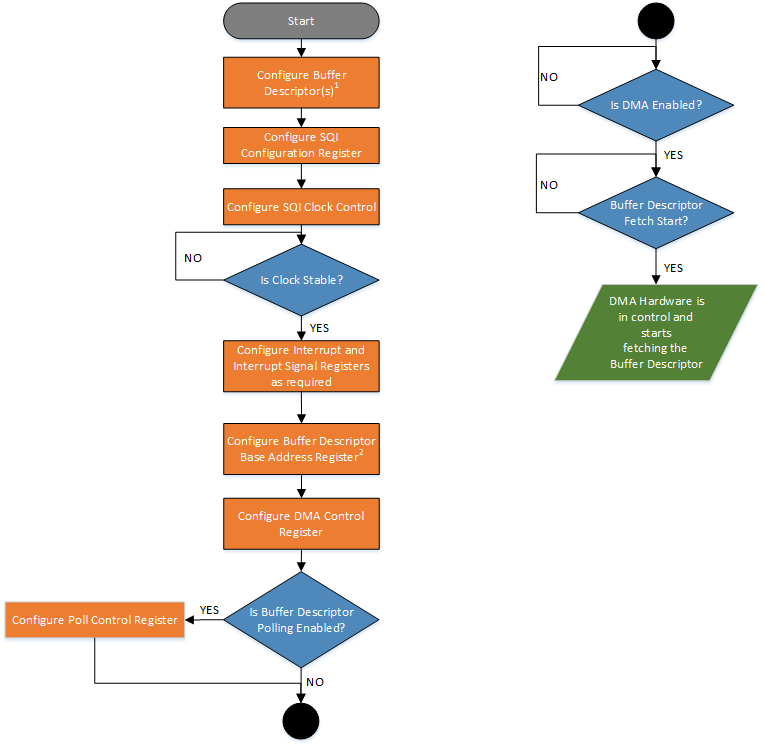 Start
Configure Buffer
Descriptor(s)1
Configure SQI
Configuration Register
Configure SQI Clock Control
NO
Is Clock Stable?
YES
Configure Interrupt and
Interrupt Signal Registers
as required
Configure Buffer Descriptor
Base Address Register2
Configure DMA Control
Register
Is Buffer Descriptor
Polling Enabled?
YES
Configure Poll Control Register
NO
NO
Is DMA Enabled?
YES
NO
Buffer Descriptor
Fetch Start?
YES
DMA Hardware is
in control and
starts
fetching the
Buffer Descriptor